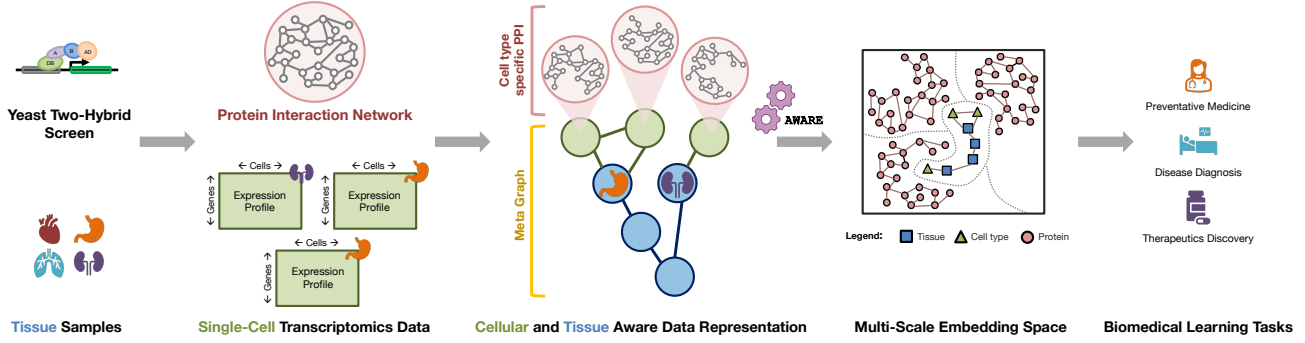 A
B
AD
DB
Yeast Two-Hybrid
Screen
Tissue Samples
Protein Interaction Network
← Cells →
← Genes →
Expression
Profile
← Cells →
← Genes →
Expression
Profile
← Cells →
← Genes →
Expression
Profile
Single-Cell Transcriptomics Data
Cell type
specific PPI
Meta Graph
AWARE
Cellular and Tissue Aware Data Representation
Legend:
Tissue
Cell type
Protein
Multi-Scale Embedding Space
Preventative Medicine
Disease Diagnosis
Therapeutics Discovery
Biomedical Learning Tasks